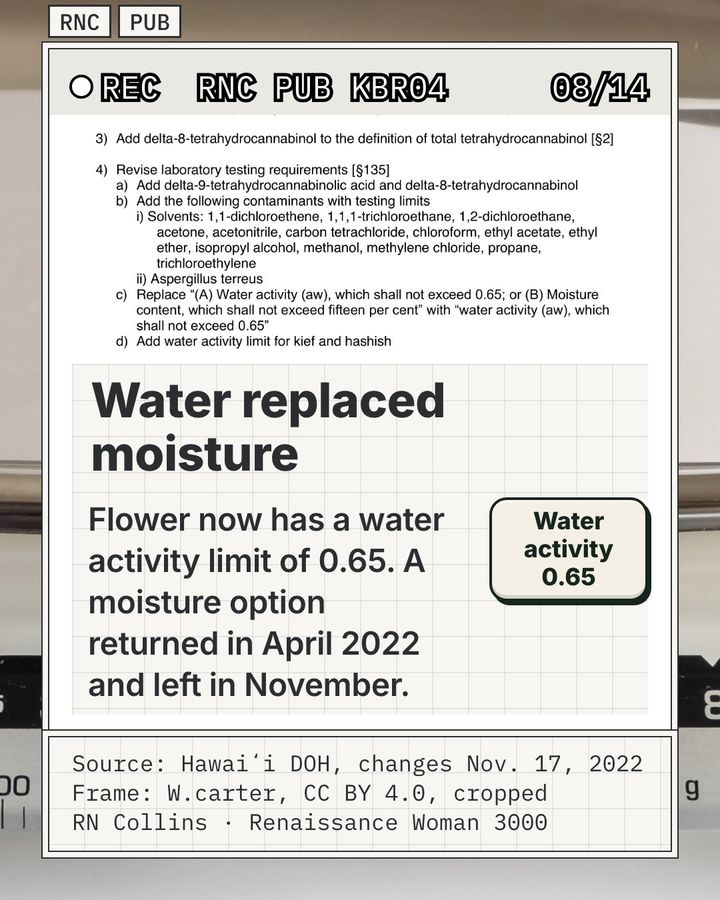 RNC PUB
REC RNC PUB KBR04 08/14
3) Add delta-8-tetrahydrocannabinol to the definition of total tetrahydrocannabinol [§2]
4) Revise laboratory testing requirements [§135]
a) Add delta-9-tetrahydrocannabinolic acid and delta-8-tetrahydrocannabinol
b) Add the following contaminants with testing limits
i) Solvents: 1,1-dichloroethene, 1,1,1-trichloroethane, 1,2-dichloroethane,
acetone, acetonitrile, carbon tetrachloride, chloroform, ethyl acetate, ethyl
ether, isopropyl alcohol, methanol, methylene chloride, propane,
trichloroethylene
ii) Aspergillus terreus
c) Replace “(A) Water activity (aw), which shall not exceed 0.65; or (B) Moisture
content, which shall not exceed fifteen per cent” with “water activity (aw), which
shall not exceed 0.65”
d) Add water activity limit for kief and hashish
Water replaced
moisture
Flower now has a water
activity limit of 0.65. A
moisture option
returned in April 2022
and left in November.
Water
activity
0.65
Source: Hawaiʻi DOH, changes Nov. 17, 2022
Frame: W.carter, CC BY 4.0, cropped
RN Collins · Renaissance Woman 3000
g